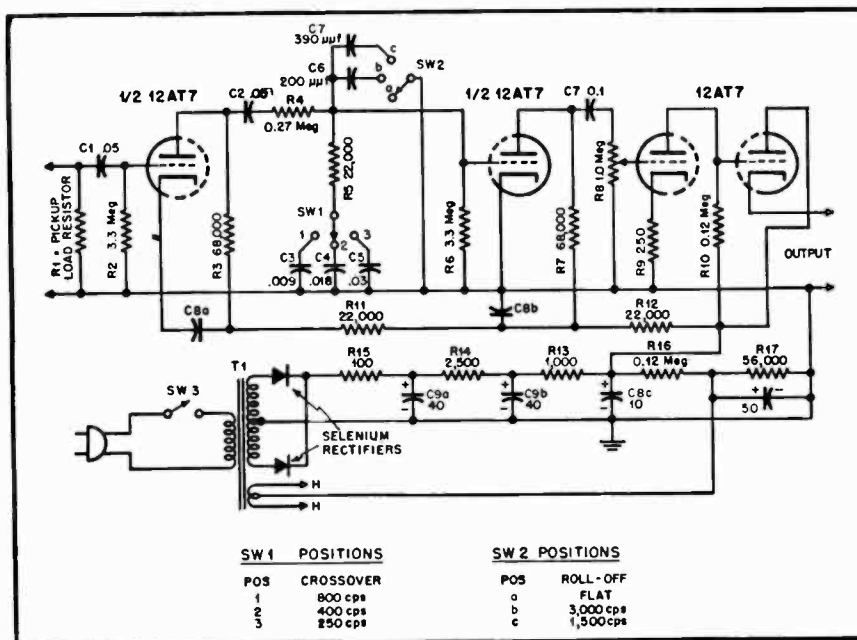 C7
390 μμf
c
C6
200 μμf
b
a
SW2
1/2 12AT7
C2 .05
R4
0.27 Meg
1/2 12AT7
C7 0.1
12AT7
C1 .05
R1 = PICKUP
LOAD RESISTOR
R2 3.3 Meg
R3 68,000
R5 22,000
SW1
1
2
3
C3
.009
C4
.018
C5
.03
R6 3.3 Meg
R7 68,000
R8 1.0 Meg
R9 250
R10 0.12 Meg
OUTPUT
C8a
R11
22,000
C8b
R12
22,000
T1
SW3
R15
100
R14
2,500
R13
1,000
R16
0.12 Meg
R17
56,000
+
-
C9a
40
+
-
C9b
40
+
-
C8c
10
+ -
50
SELENIUM
RECTIFIERS
H
H
SW1 POSITIONS
POS CROSSOVER
1 800 cps
2 400 cps
3 250 cps
SW2 POSITIONS
POS ROLL-OFF
a FLAT
b 3,000 cps
c 1,500 cps